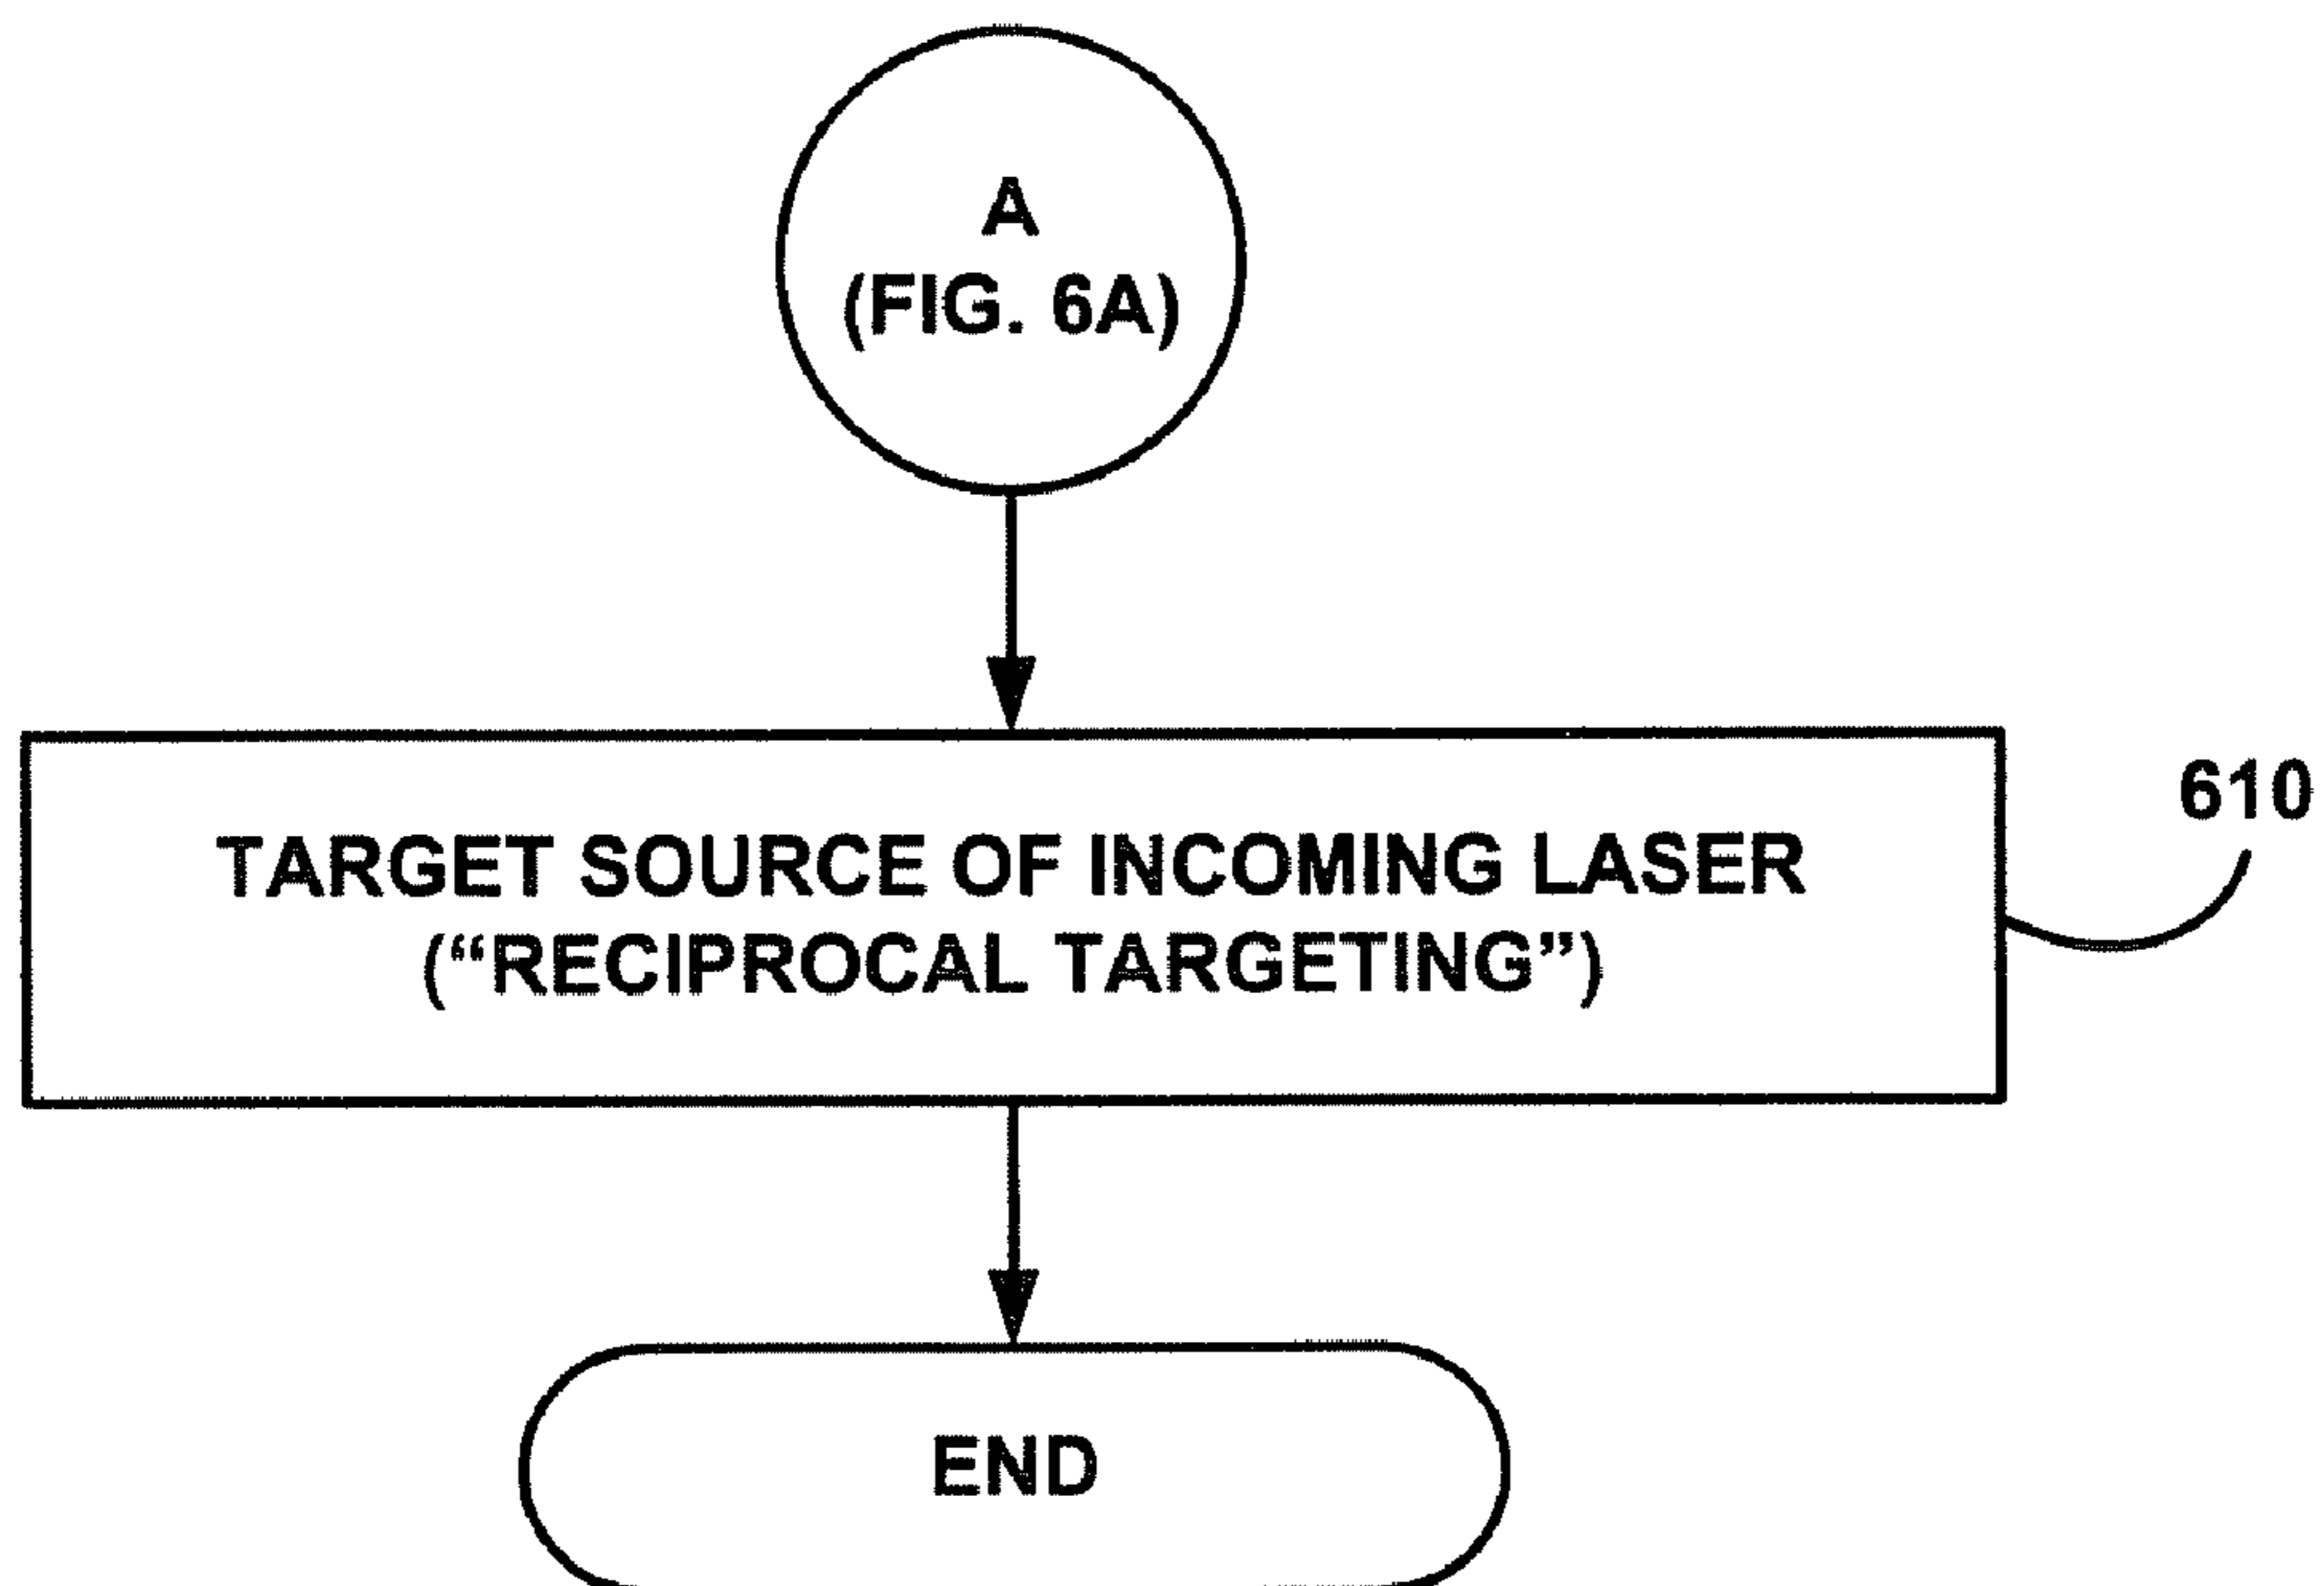 A
(FIG. 6A)
TARGET SOURCE OF INCOMING LASER
(“RECIPROCAL TARGETING”)
610
END